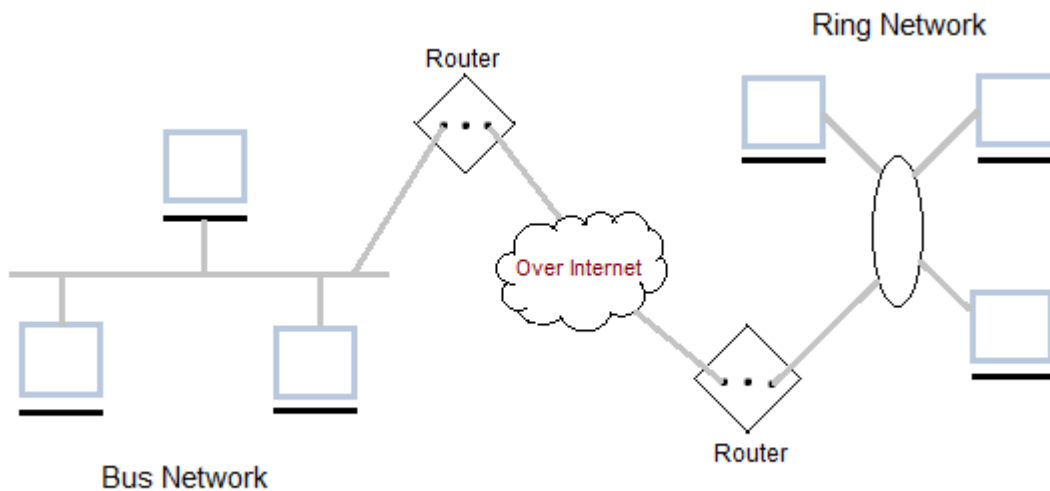 Ring Network
Router
Over Internet
Router
Bus Network